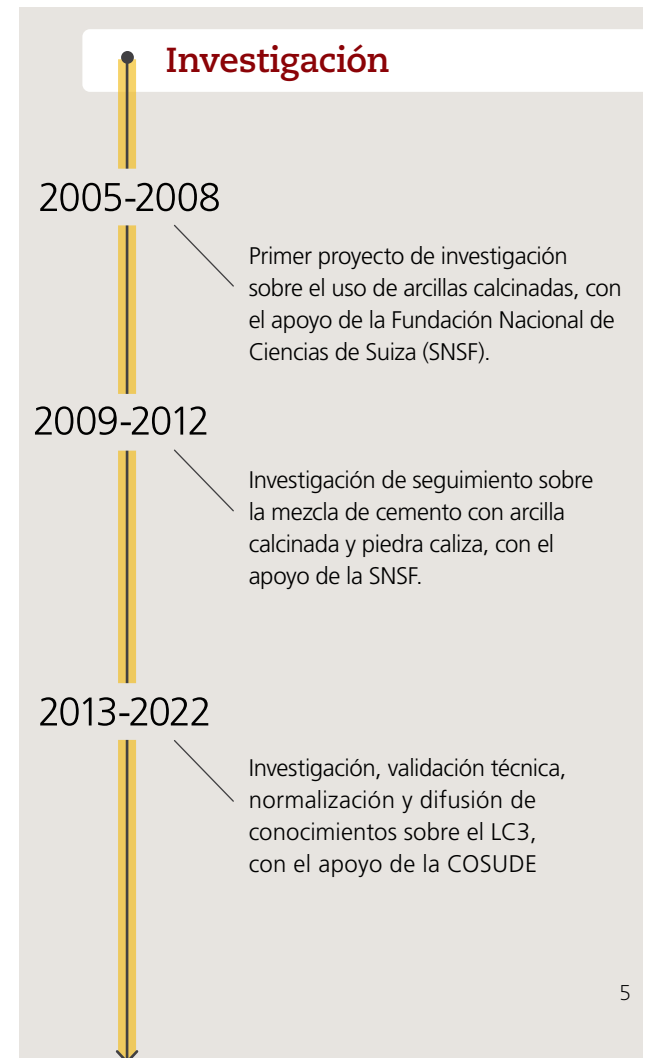 Investigación
2005-2008
Primer proyecto de investigación
sobre el uso de arcillas calcinadas, con
el apoyo de la Fundación Nacional de
Ciencias de Suiza (SNSF).
2009-2012
Investigación de seguimiento sobre
la mezcla de cemento con arcilla
calcinada y piedra caliza, con el
apoyo de la SNSF.
2013-2022
Investigación, validación técnica,
normalización y difusión de
conocimientos sobre el LC3,
con el apoyo de la COSUDE
5